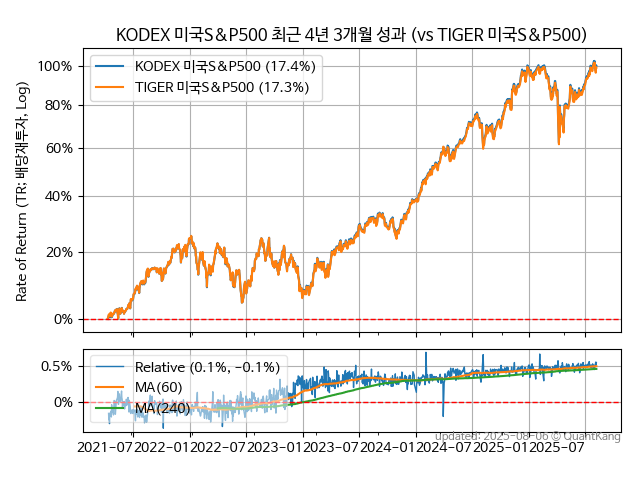 KODEX 미국S&P500 최근 4년 3개월 성과 (vs TIGER 미국S&P500)
Rate of Return (TR; 배당재투자, Log)
100%
80%
60%
40%
20%
0%
KODEX 미국S&P500 (17.4%)
TIGER 미국S&P500 (17.3%)
0.5%
0%
Relative (0.1%, -0.1%)
MA(60)
MA(240)
2021-07 2022-01 2022-07 2023-01 2023-07 2024-01 2024-07 2025-01 2025-07
updated: 2025-08-06 © QuantKang